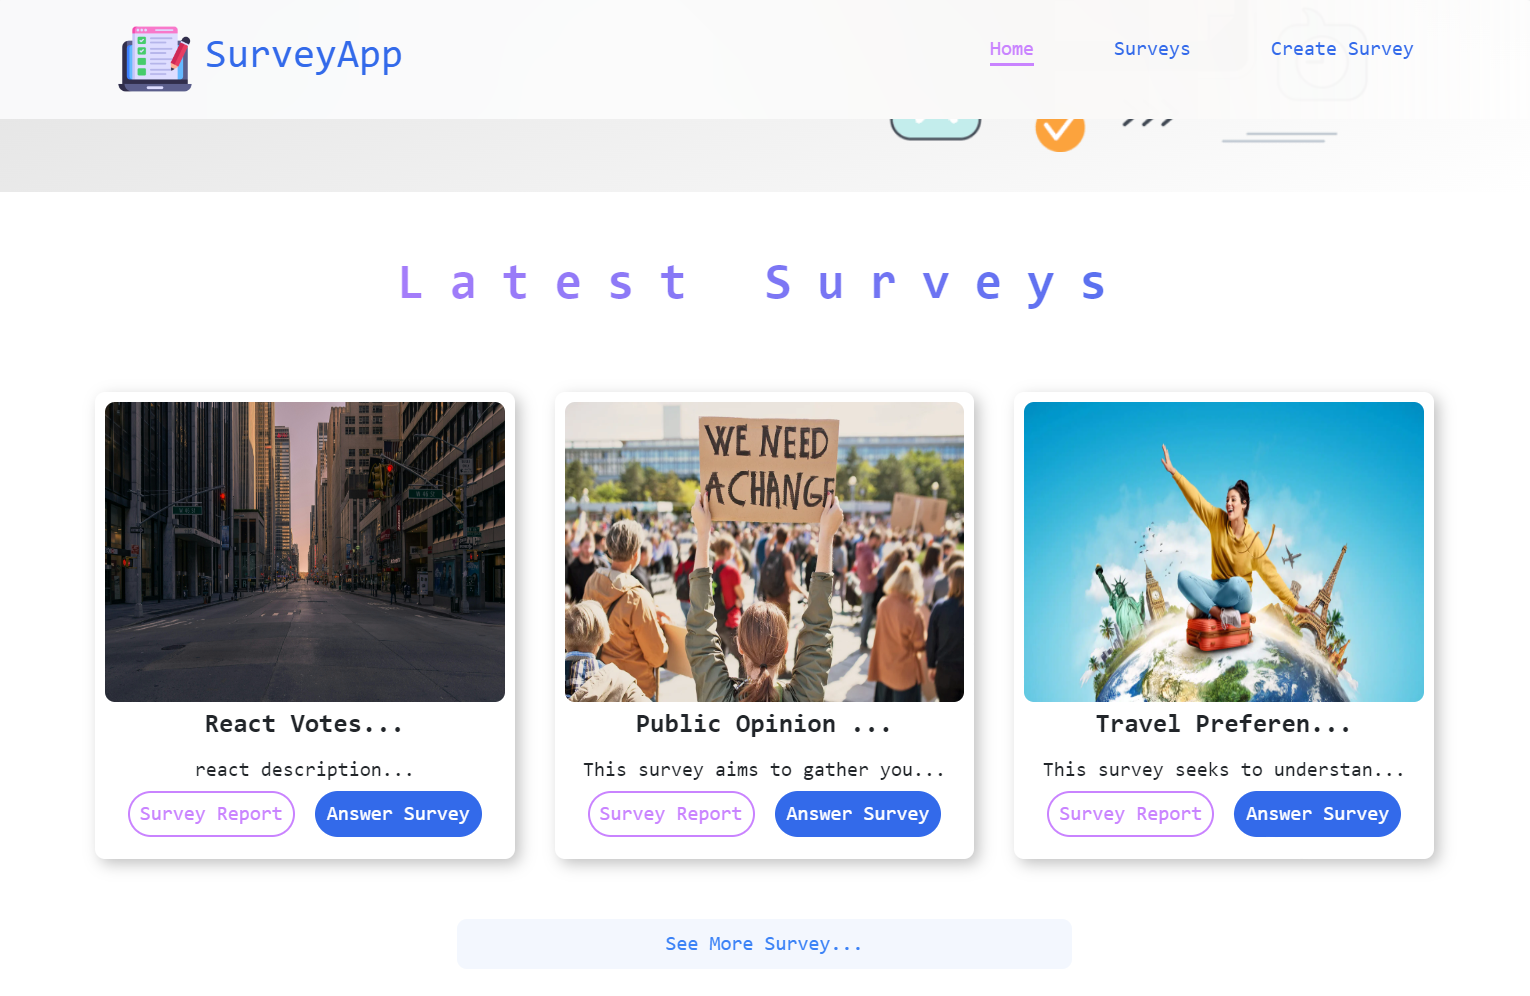 SurveyApp
Home Surveys Create Survey
Latest Surveys
WE NEED
A CHANGE
React Votes...
react description...
Survey Report Answer Survey
Public Opinion ...
This survey aims to gather you...
Survey Report Answer Survey
Travel Preferen...
This survey seeks to understan...
Survey Report Answer Survey
See More Survey...